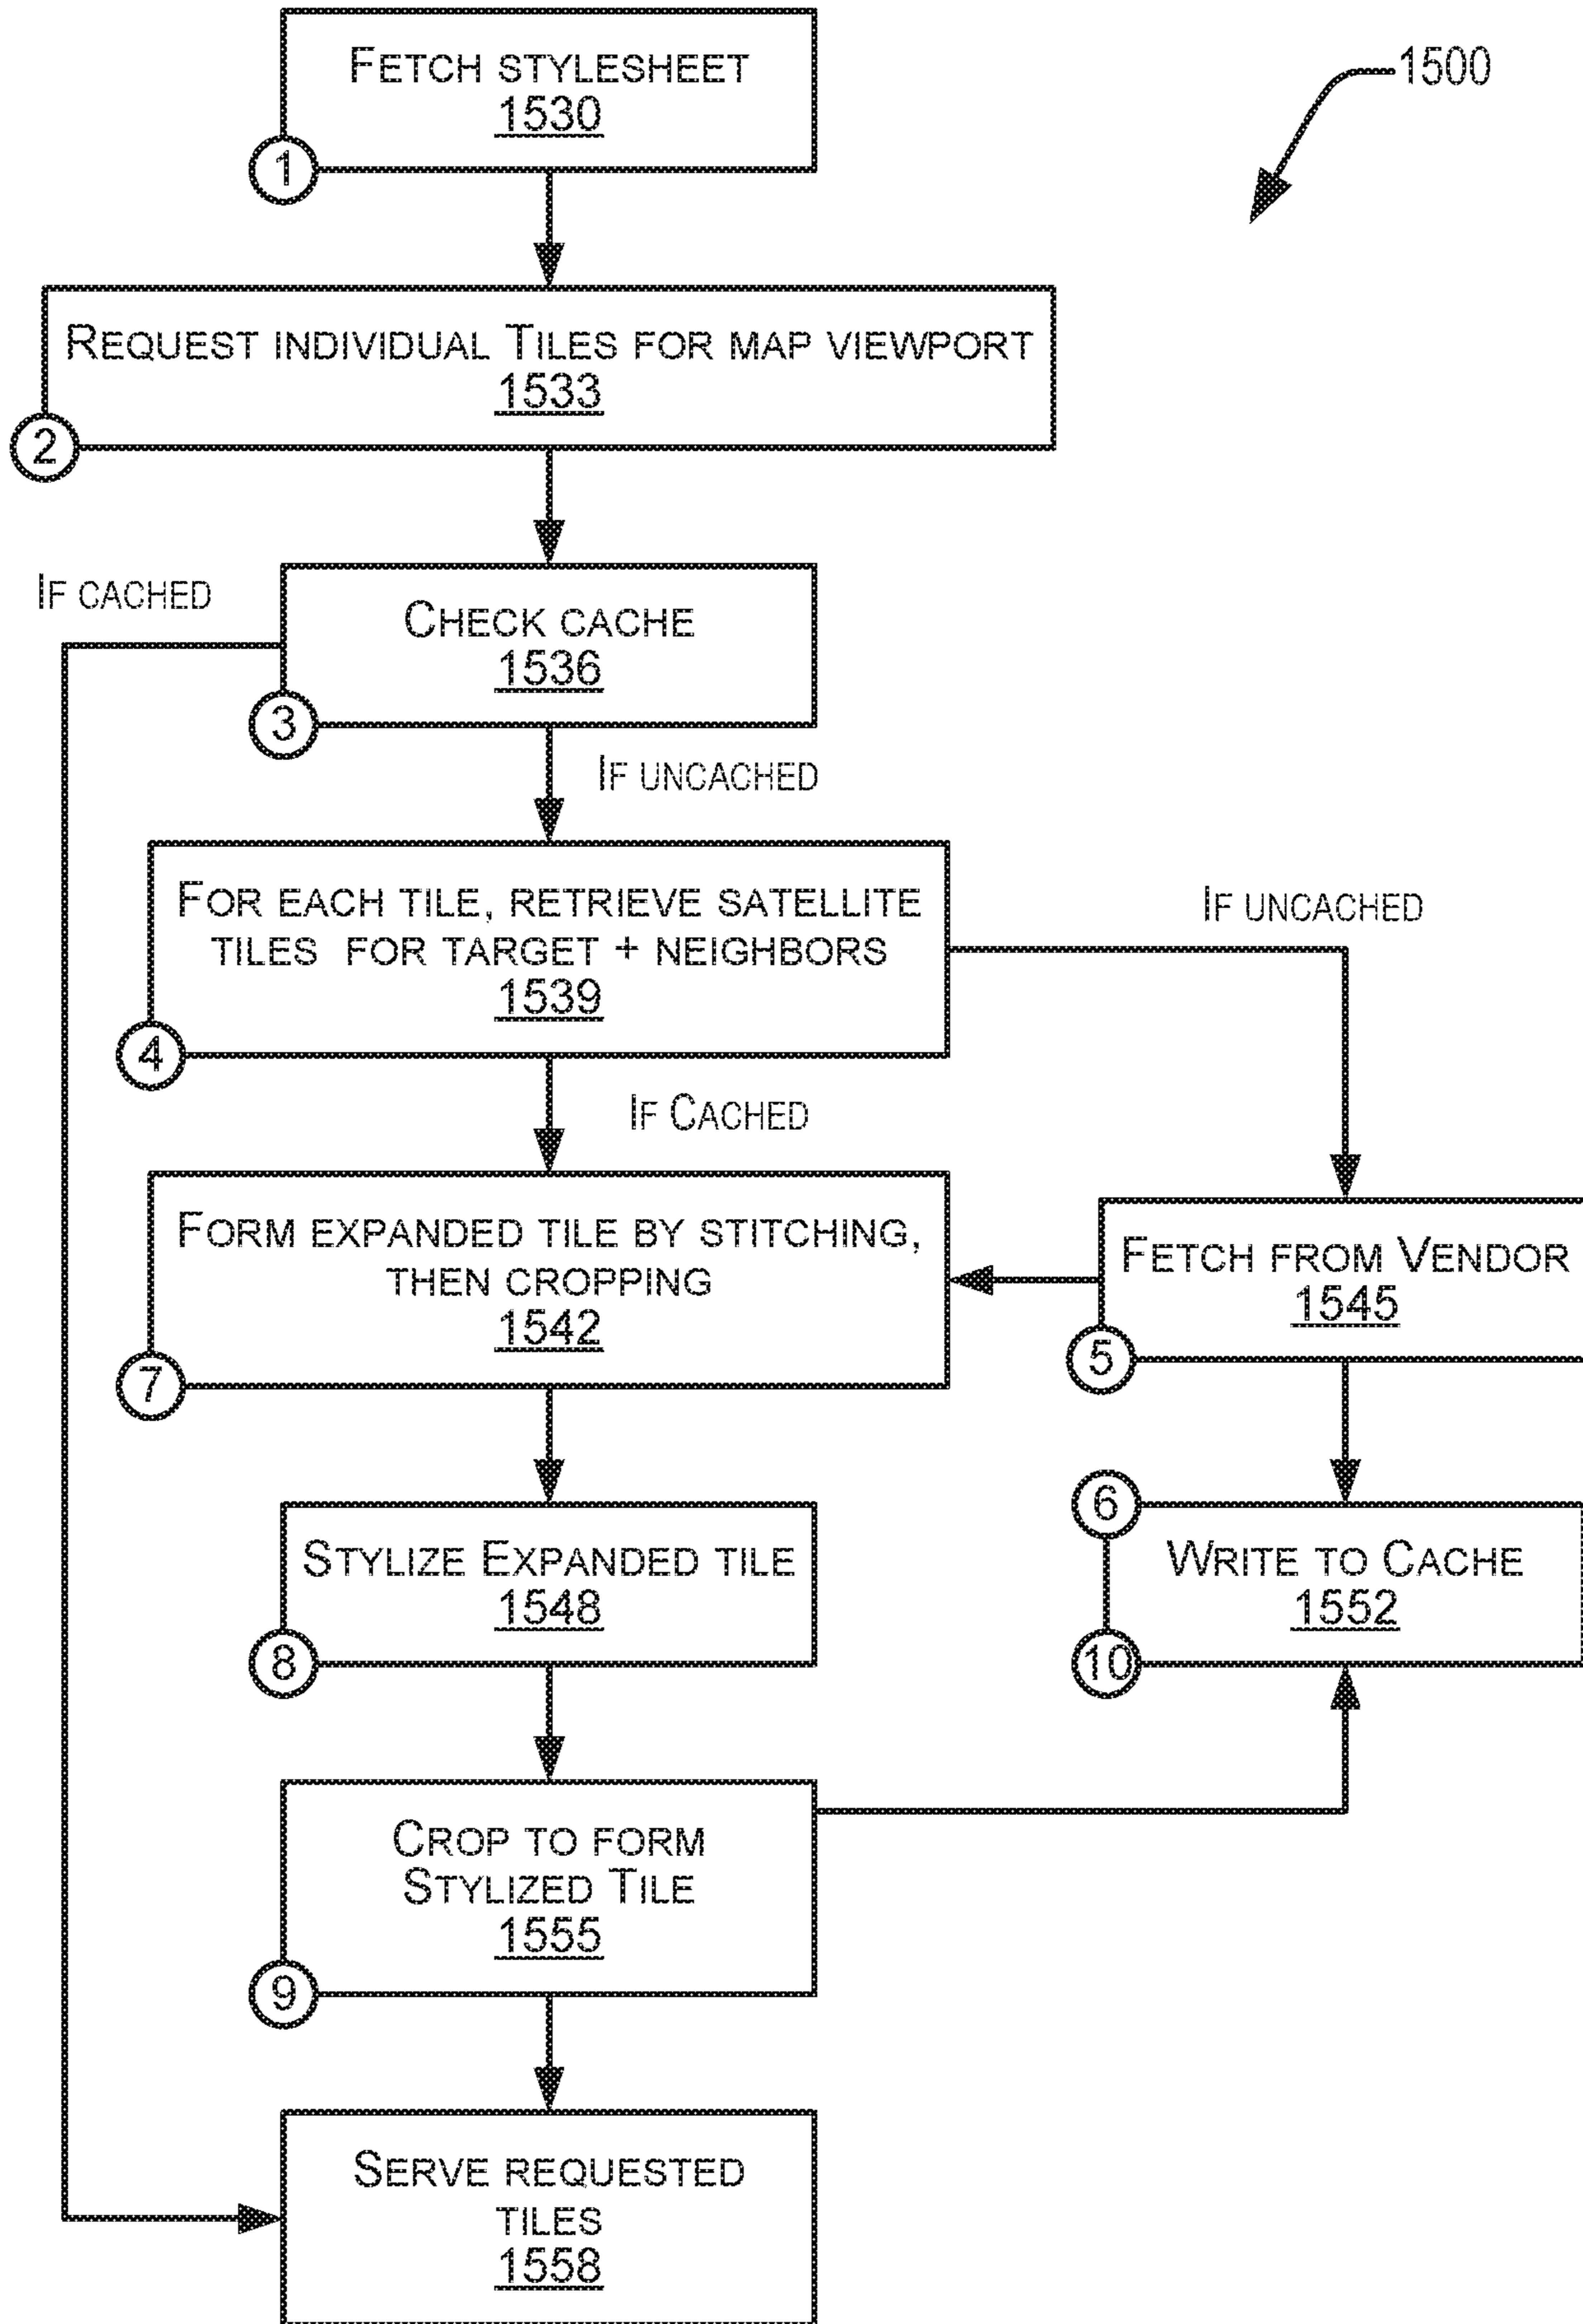 FETCH STYLESHEET
1530
1500
1
REQUEST INDIVIDUAL TILES FOR MAP VIEWPORT
1533
2
IF CACHED
CHECK CACHE
1536
3
IF UNCACHED
FOR EACH TILE, RETRIEVE SATELLITE
TILES FOR TARGET + NEIGHBORS
1539
4
IF UNCACHED
IF CACHED
FORM EXPANDED TILE BY STITCHING,
THEN CROPPING
1542
7
FETCH FROM VENDOR
1545
5
STYLIZE EXPANDED TILE
1548
8
6
WRITE TO CACHE
1552
10
CROP TO FORM
STYLIZED TILE
1555
9
SERVE REQUESTED
TILES
1558